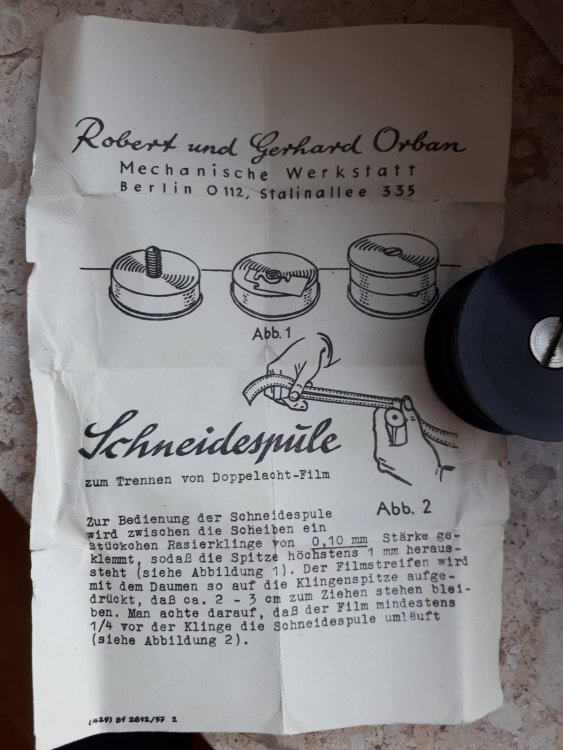 Robert und Gerhard Orban
Mechanische Werkstatt
Berlin O 112, Stalinallee 335
Abb. 1
Schneidespule
zum Trennen von Doppelacht-Film
Abb. 2
Zur Bedienung der Schneidespule
wird zwischen die Scheiben ein
Stückchen Rasierklinge von 0,10 mm Stärke ge-
klemmt, sodaß die Spitze höchstens 1 mm heraus-
steht (siehe Abbildung 1). Der Filmstreifen wird
mit dem Daumen so auf die Klingenspitze aufge-
drückt, daß ca. 2 - 3 cm zum Ziehen stehen blei-
ben. Man achte darauf, daß der Film mindestens
1/4 vor der Klinge die Schneidespule umläuft
(siehe Abbildung 2).
(429) Bf 2612/57 2